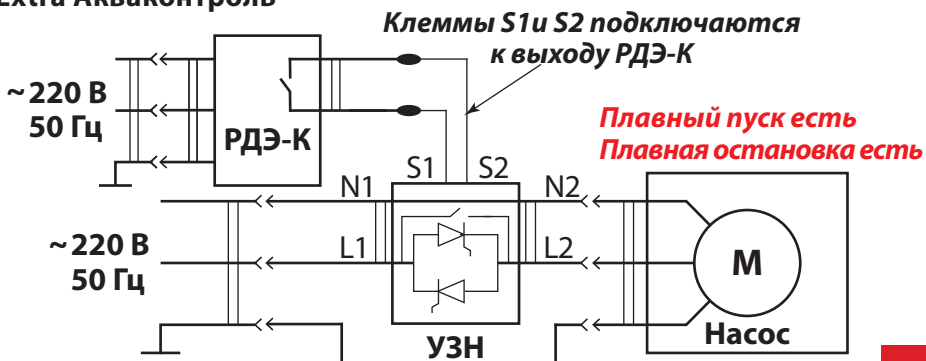 Extra Акваконтроль
Клеммы S1и S2 подключаются
к выходу РДЭ-К
~220 В
50 Гц
РДЭ-К
Плавный пуск есть
Плавная остановка есть
S1 S2
N1 N2
~220 В
50 Гц
L1 L2
М
Насос
УЗН